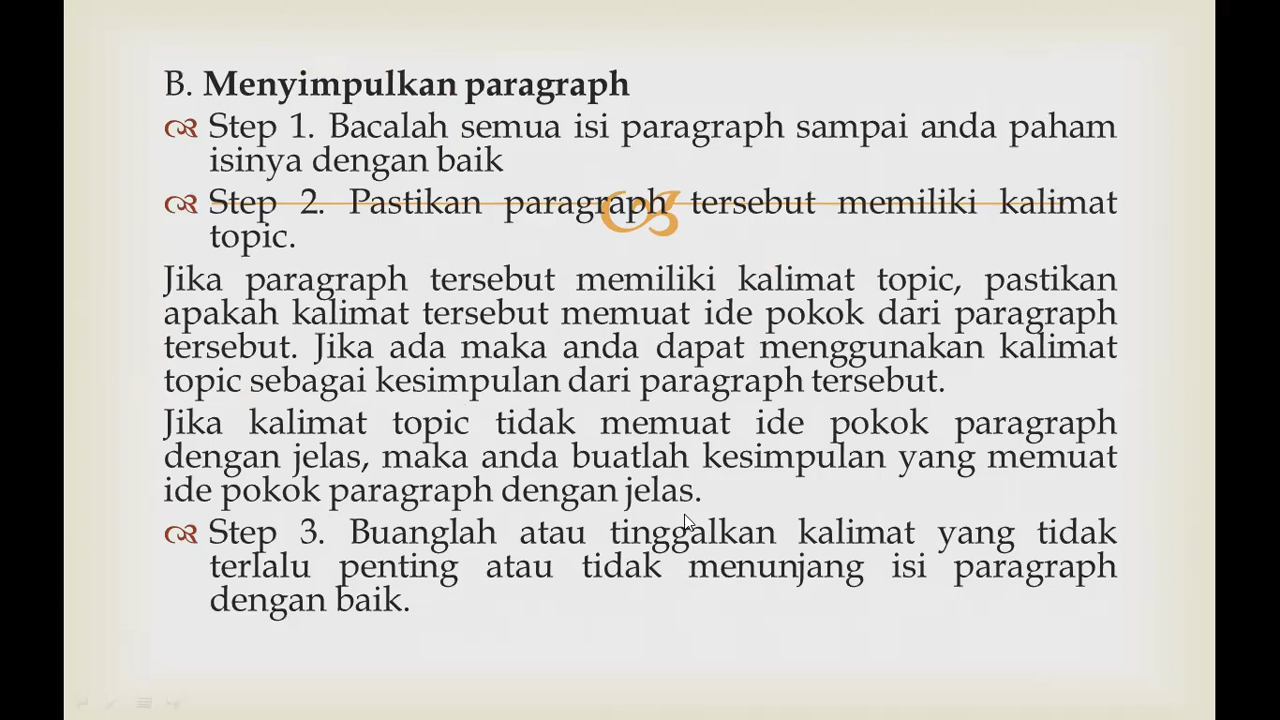 B. Menyimpulkan paragraph
Step 1. Bacalah semua isi paragraph sampai anda paham
isinya dengan baik
Step 2. Pastikan paragraph tersebut memiliki kalimat
topic.
Jika paragraph tersebut memiliki kalimat topic, pastikan
apakah kalimat tersebut memuat ide pokok dari paragraph
tersebut. Jika ada maka anda dapat menggunakan kalimat
topic sebagai kesimpulan dari paragraph tersebut.
Jika kalimat topic tidak memuat ide pokok paragraph
dengan jelas, maka anda buatlah kesimpulan yang memuat
ide pokok paragraph dengan jelas.
Step 3. Buanglah atau tinggalkan kalimat yang tidak
terlalu penting atau tidak menunjang isi paragraph
dengan baik.